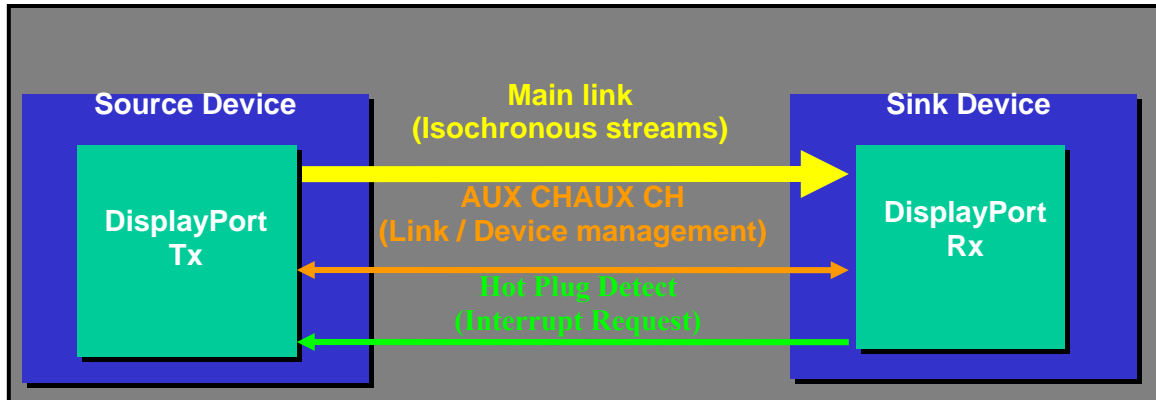 Source Device
DisplayPort
Tx
Main link
(Isochronous streams)
AUX CHAUX CH
(Link / Device management)
Hot Plug Detect
(Interrupt Request)
Sink Device
DisplayPort
Rx